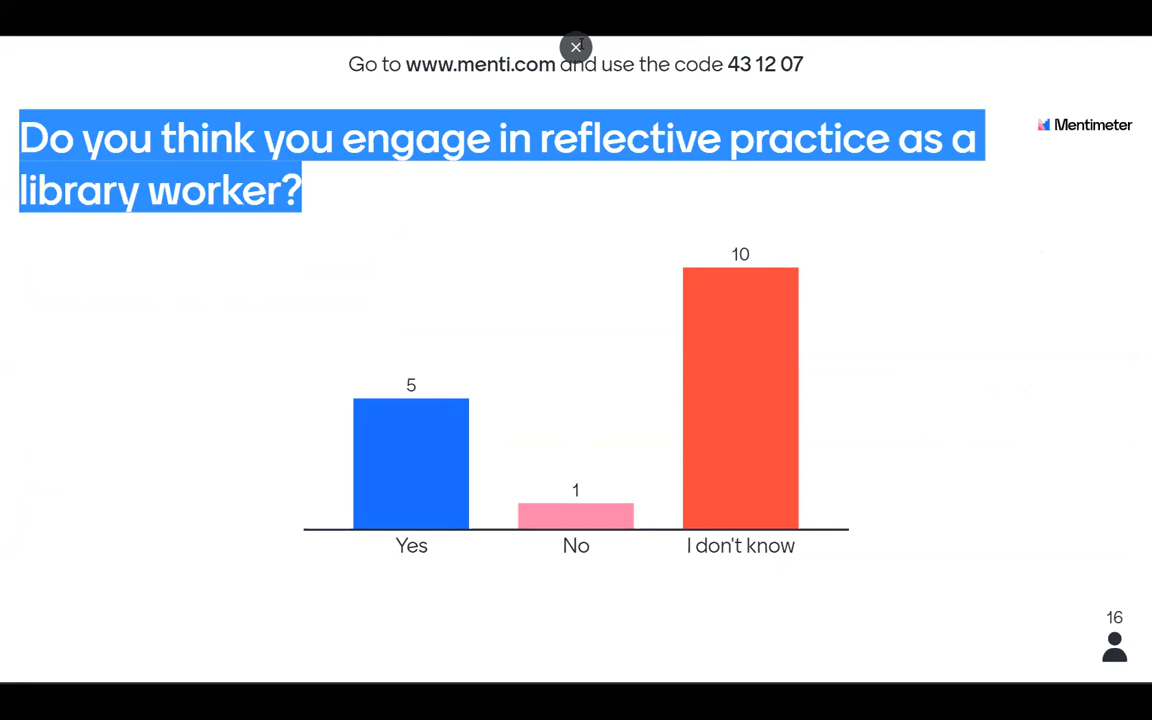 Go to www.menti.com and use the code 43 12 07
Do you think you engage in reflective practice as a
library worker?
Mentimeter
10
5
1
Yes
No
I don't know
16